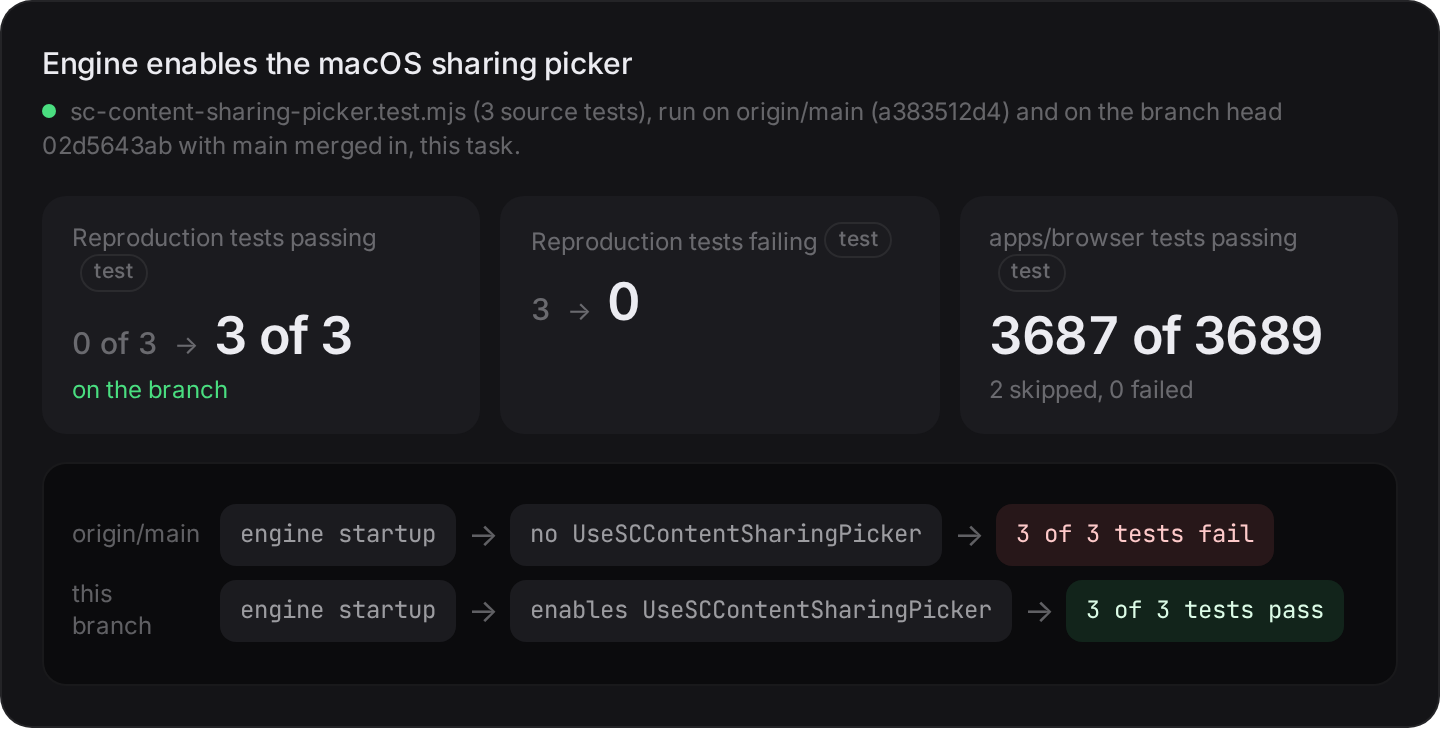 Engine enables the macOS sharing picker
sc-content-sharing-picker.test.mjs (3 source tests), run on origin/main (a383512d4) and on the branch head
02d5643ab with main merged in, this task.
Reproduction tests passing
test
0 of 3 → 3 of 3
on the branch
Reproduction tests failing test
3 → 0
apps/browser tests passing
test
3687 of 3689
2 skipped, 0 failed
origin/main engine startup → no UseSCContentSharingPicker → 3 of 3 tests fail
this
branch
engine startup → enables UseSCContentSharingPicker → 3 of 3 tests pass